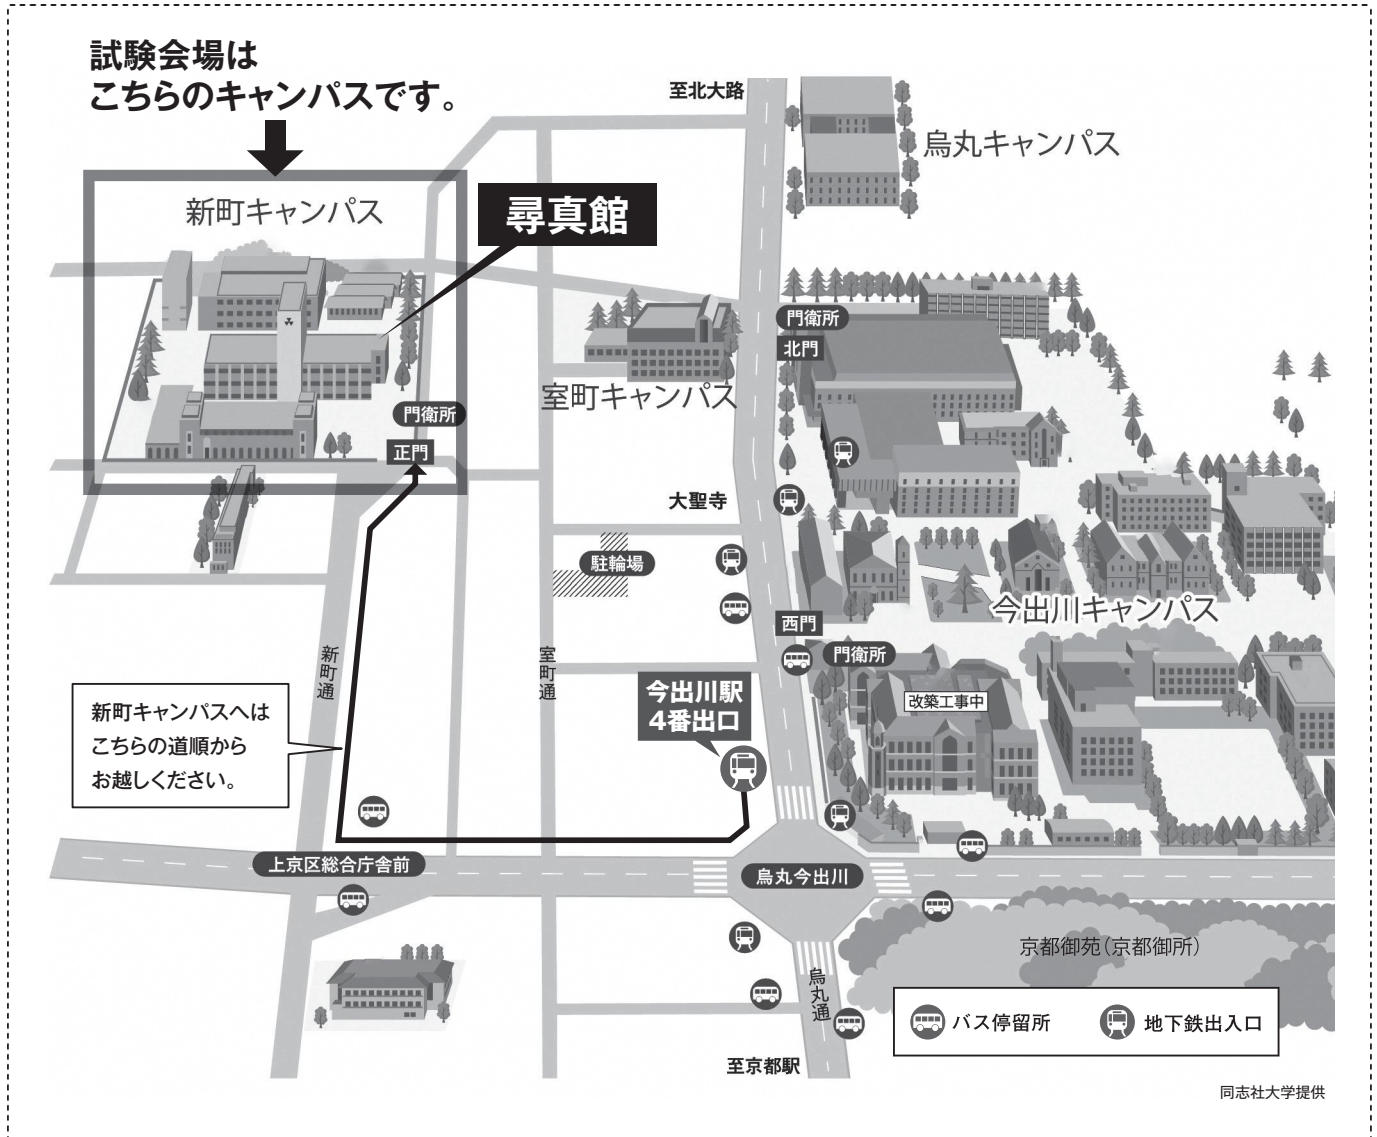 試験会場は
こちらのキャンパスです。
至北大路
烏丸キャンパス
新町キャンパス
尋真館
門衛所
北門
室町キャンパス
門衛所
正門
大聖寺
駐輪場
今出川キャンパス
西門
門衛所
新町通
室町通
今出川駅
4番出口
改築工事中
新町キャンパスへは
こちらの道順から
お越しください。
上京区総合庁舎前
烏丸今出川
京都御苑(京都御所)
烏丸通
バス停留所
地下鉄出入口
至京都駅
同志社大学提供